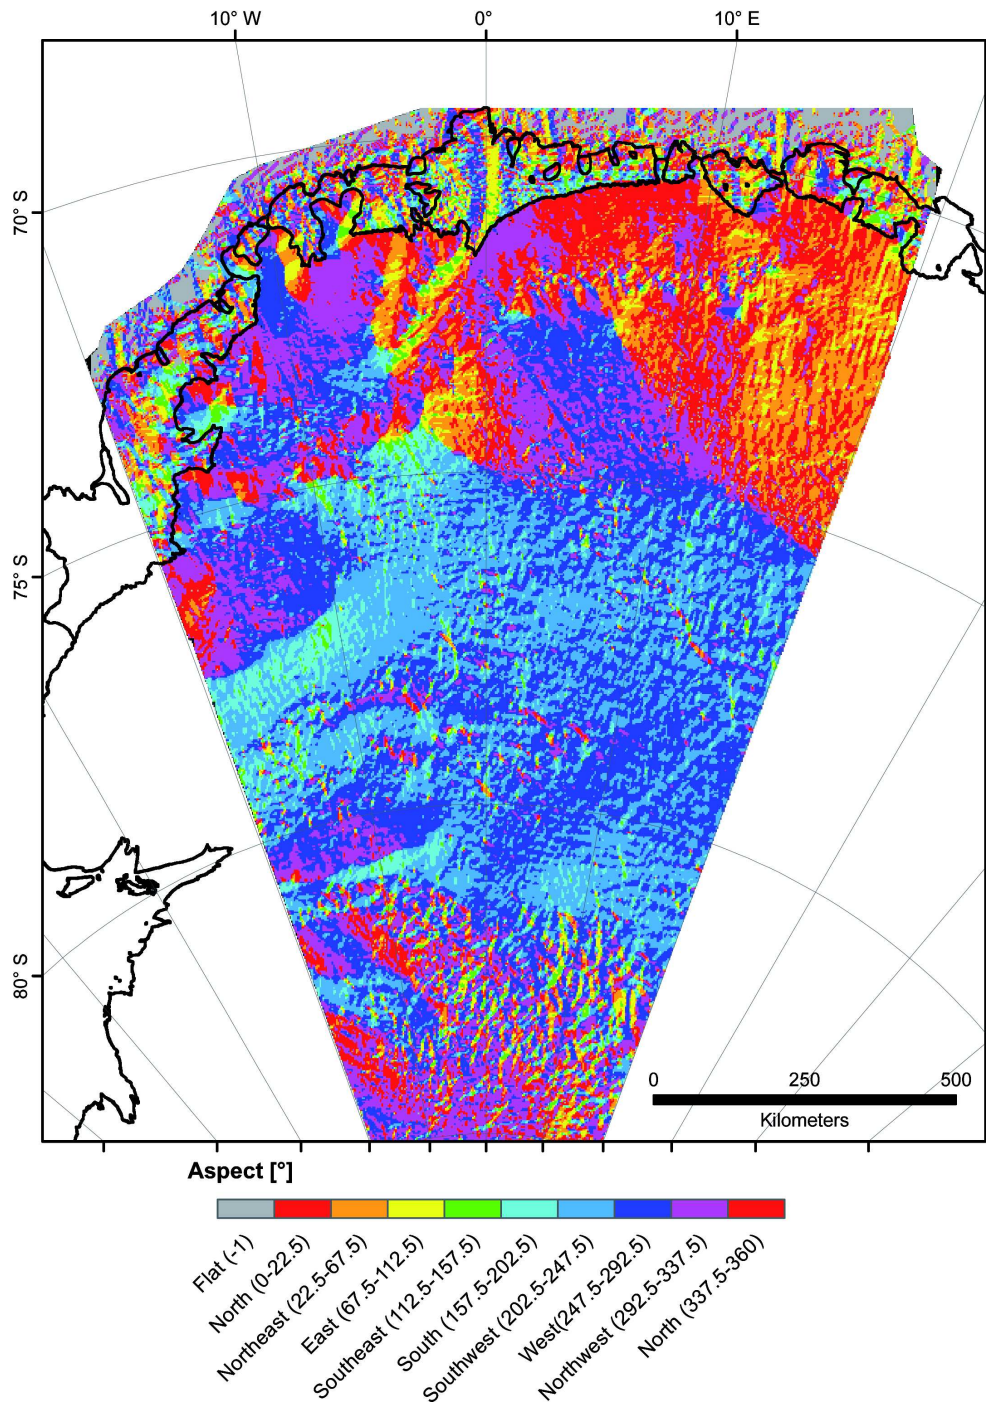 10° W
0°
10° E
70° S
75° S
80° S
0
250
500
Kilometers
Aspect [°]
Flat (-1)
North (0-22.5)
Northeast (22.5-67.5)
East (67.5-112.5)
Southeast (112.5-157.5)
South (157.5-202.5)
Southwest (202.5-247.5)
West(247.5-292.5)
Northwest (292.5-337.5)
North (337.5-360)